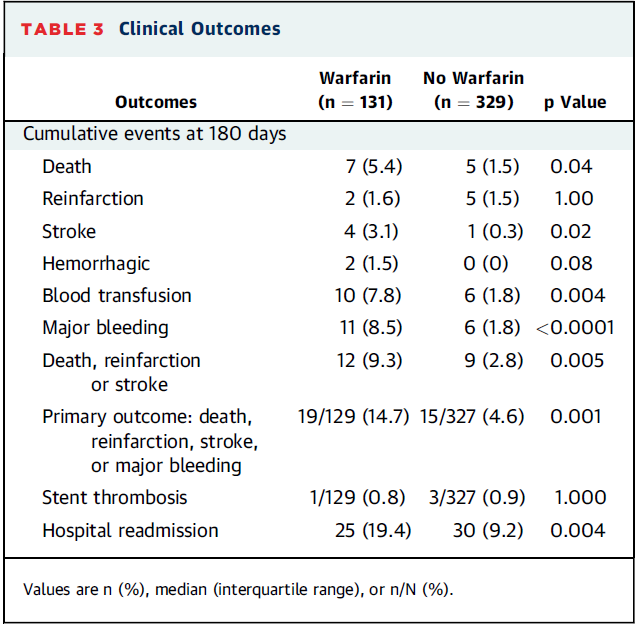 TABLE 3 Clinical Outcomes
Outcomes Warfarin (n = 131) No Warfarin (n = 329) p Value
Cumulative events at 180 days
Death 7 (5.4) 5 (1.5) 0.04
Reinfarction 2 (1.6) 5 (1.5) 1.00
Stroke 4 (3.1) 1 (0.3) 0.02
Hemorrhagic 2 (1.5) 0 (0) 0.08
Blood transfusion 10 (7.8) 6 (1.8) 0.004
Major bleeding 11 (8.5) 6 (1.8) <0.0001
Death, reinfarction 12 (9.3) 9 (2.8) 0.005
or stroke
Primary outcome: death, 19/129 (14.7) 15/327 (4.6) 0.001
reinfarction, stroke,
or major bleeding
Stent thrombosis 1/129 (0.8) 3/327 (0.9) 1.000
Hospital readmission 25 (19.4) 30 (9.2) 0.004
Values are n (%), median (interquartile range), or n/N (%).